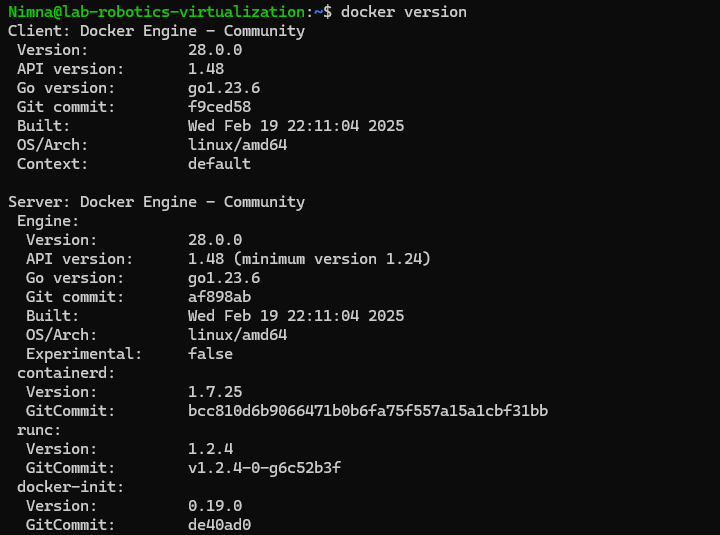 Nimna@lab-robotics-virtualization:~$ docker version
Client: Docker Engine - Community
 Version:           28.0.0
 API version:       1.48
 Go version:        go1.23.6
 Git commit:        f9ced58
 Built:             Wed Feb 19 22:11:04 2025
 OS/Arch:           linux/amd64
 Context:           default

Server: Docker Engine - Community
 Engine:
  Version:          28.0.0
  API version:      1.48 (minimum version 1.24)
  Go version:       go1.23.6
  Git commit:       af898ab
  Built:            Wed Feb 19 22:11:04 2025
  OS/Arch:          linux/amd64
  Experimental:     false
 containerd:
  Version:          1.7.25
  GitCommit:        bcc810d6b9066471b0b6fa75f557a15a1cbf31bb
 runc:
  Version:          1.2.4
  GitCommit:        v1.2.4-0-g6c52b3f
 docker-init:
  Version:          0.19.0
  GitCommit:        de40ad0